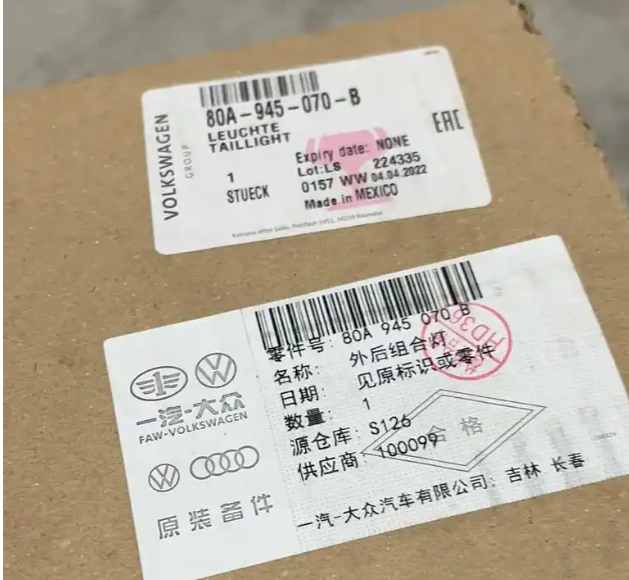 80A-945-070-B
LEUCHTE
TAILLIGHT
EAC
VOLKSWAGEN
GROUP
1
STUECK
Expiry date: NONE
Lot:LS 224335
0157 WW 04.04.2022
Made in MEXICO
零件号: 80A 945 070 B
名称: 外后组合灯
日期: 见原标识或零件
数量: 1
源仓库: S126
供应商: 100099
合格
HD36
一汽-大众
FAW-VOLKSWAGEN
原装备件
一汽-大众汽车有限公司: 吉林 长春